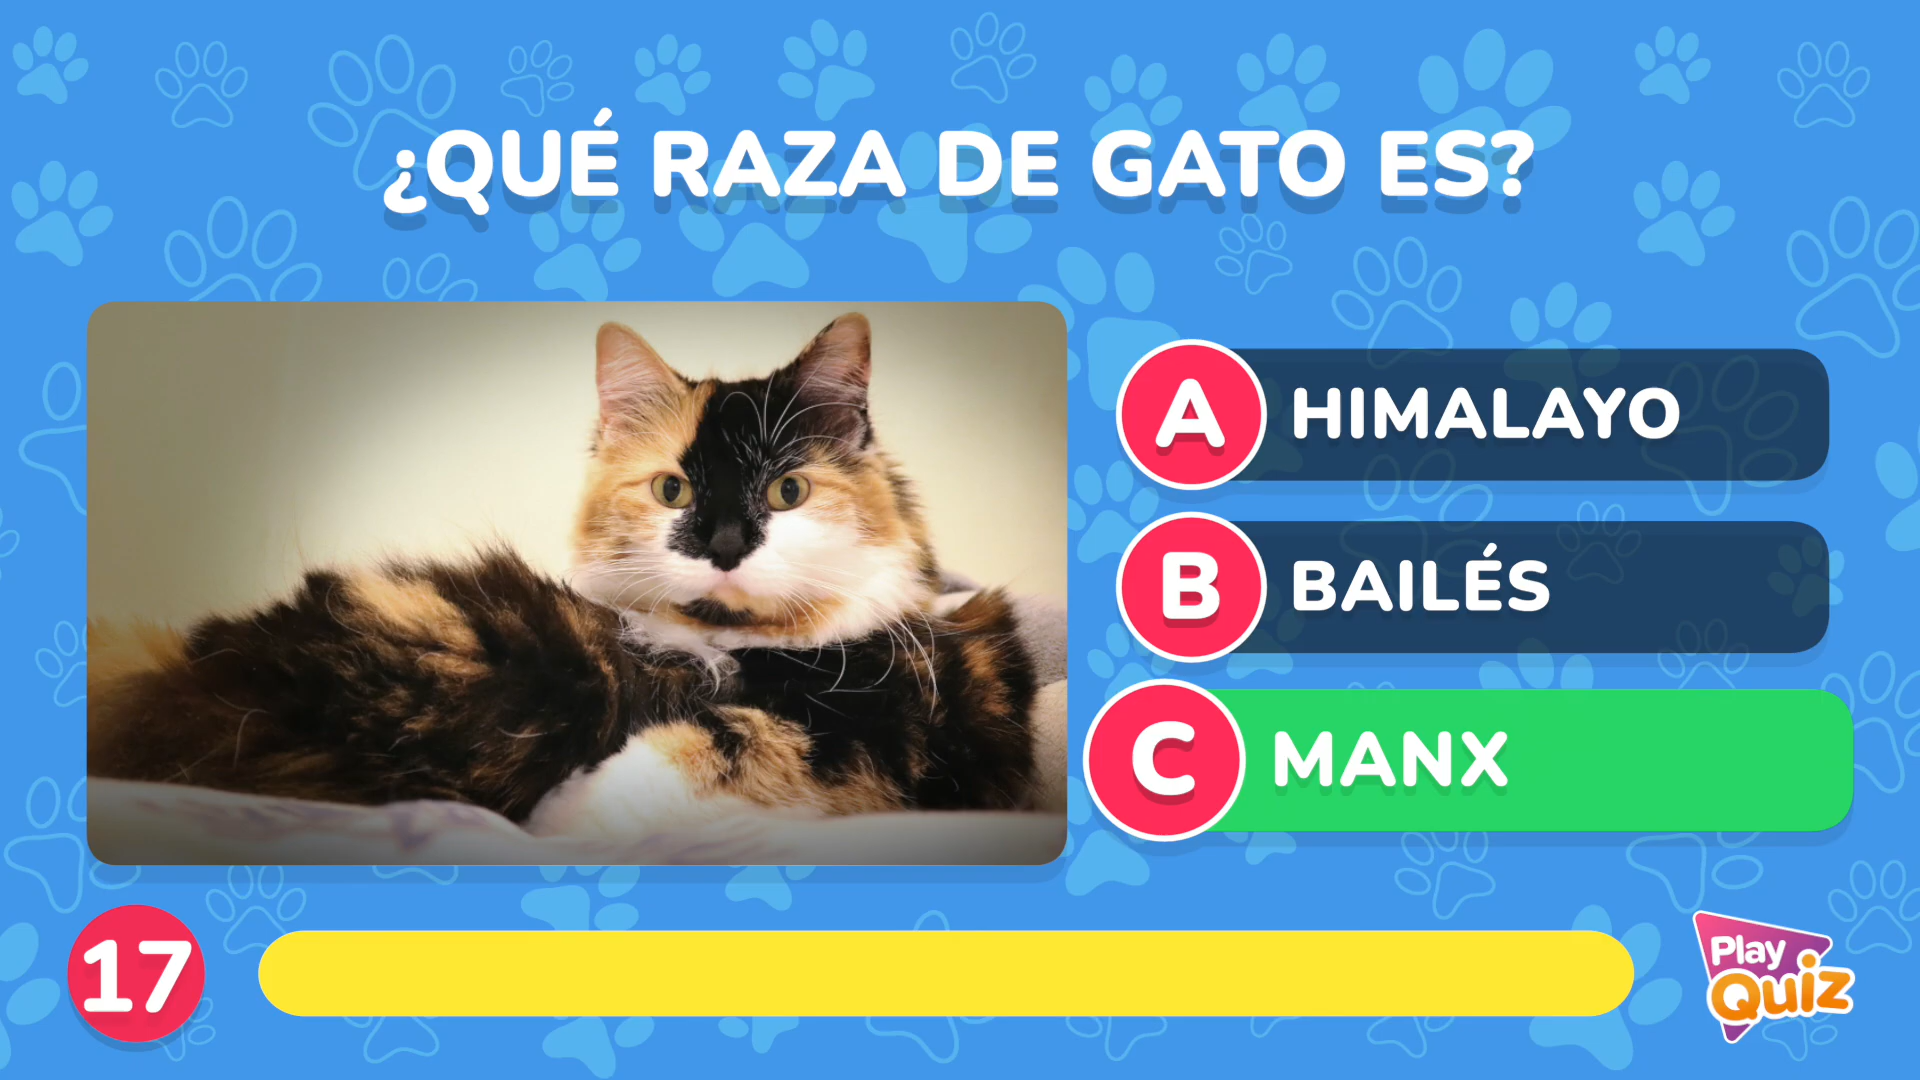 ¿QUÉ RAZA DE GATO ES?
A HIMALAYO
B BAILÉS
C MANX
17
Play
Quiz